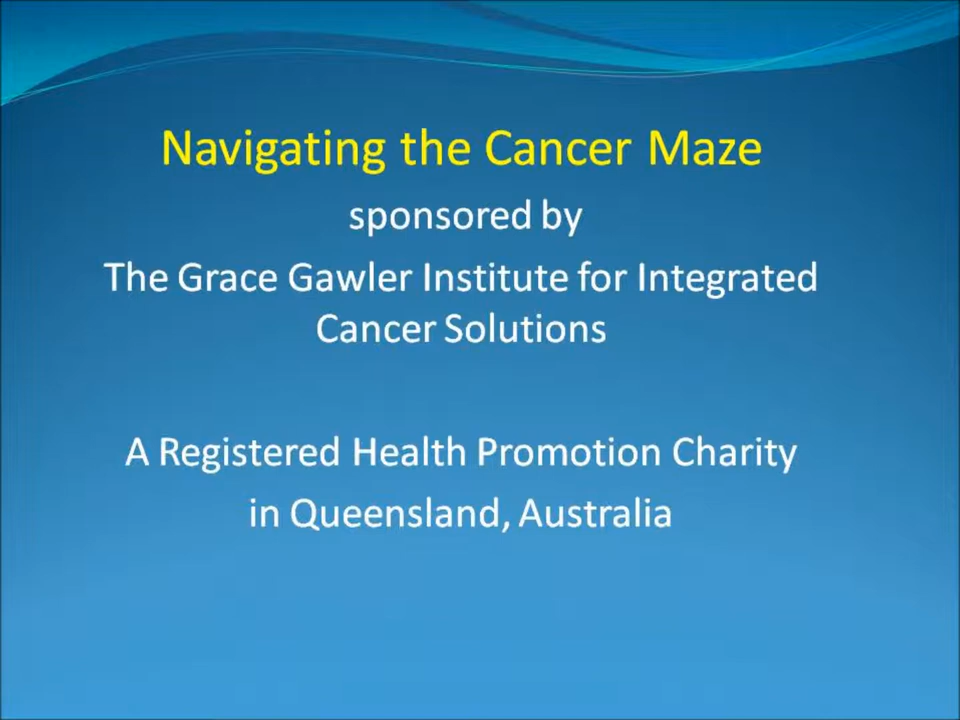 Navigating the Cancer Maze
sponsored by
The Grace Gawler Institute for Integrated
Cancer Solutions
A Registered Health Promotion Charity
in Queensland, Australia